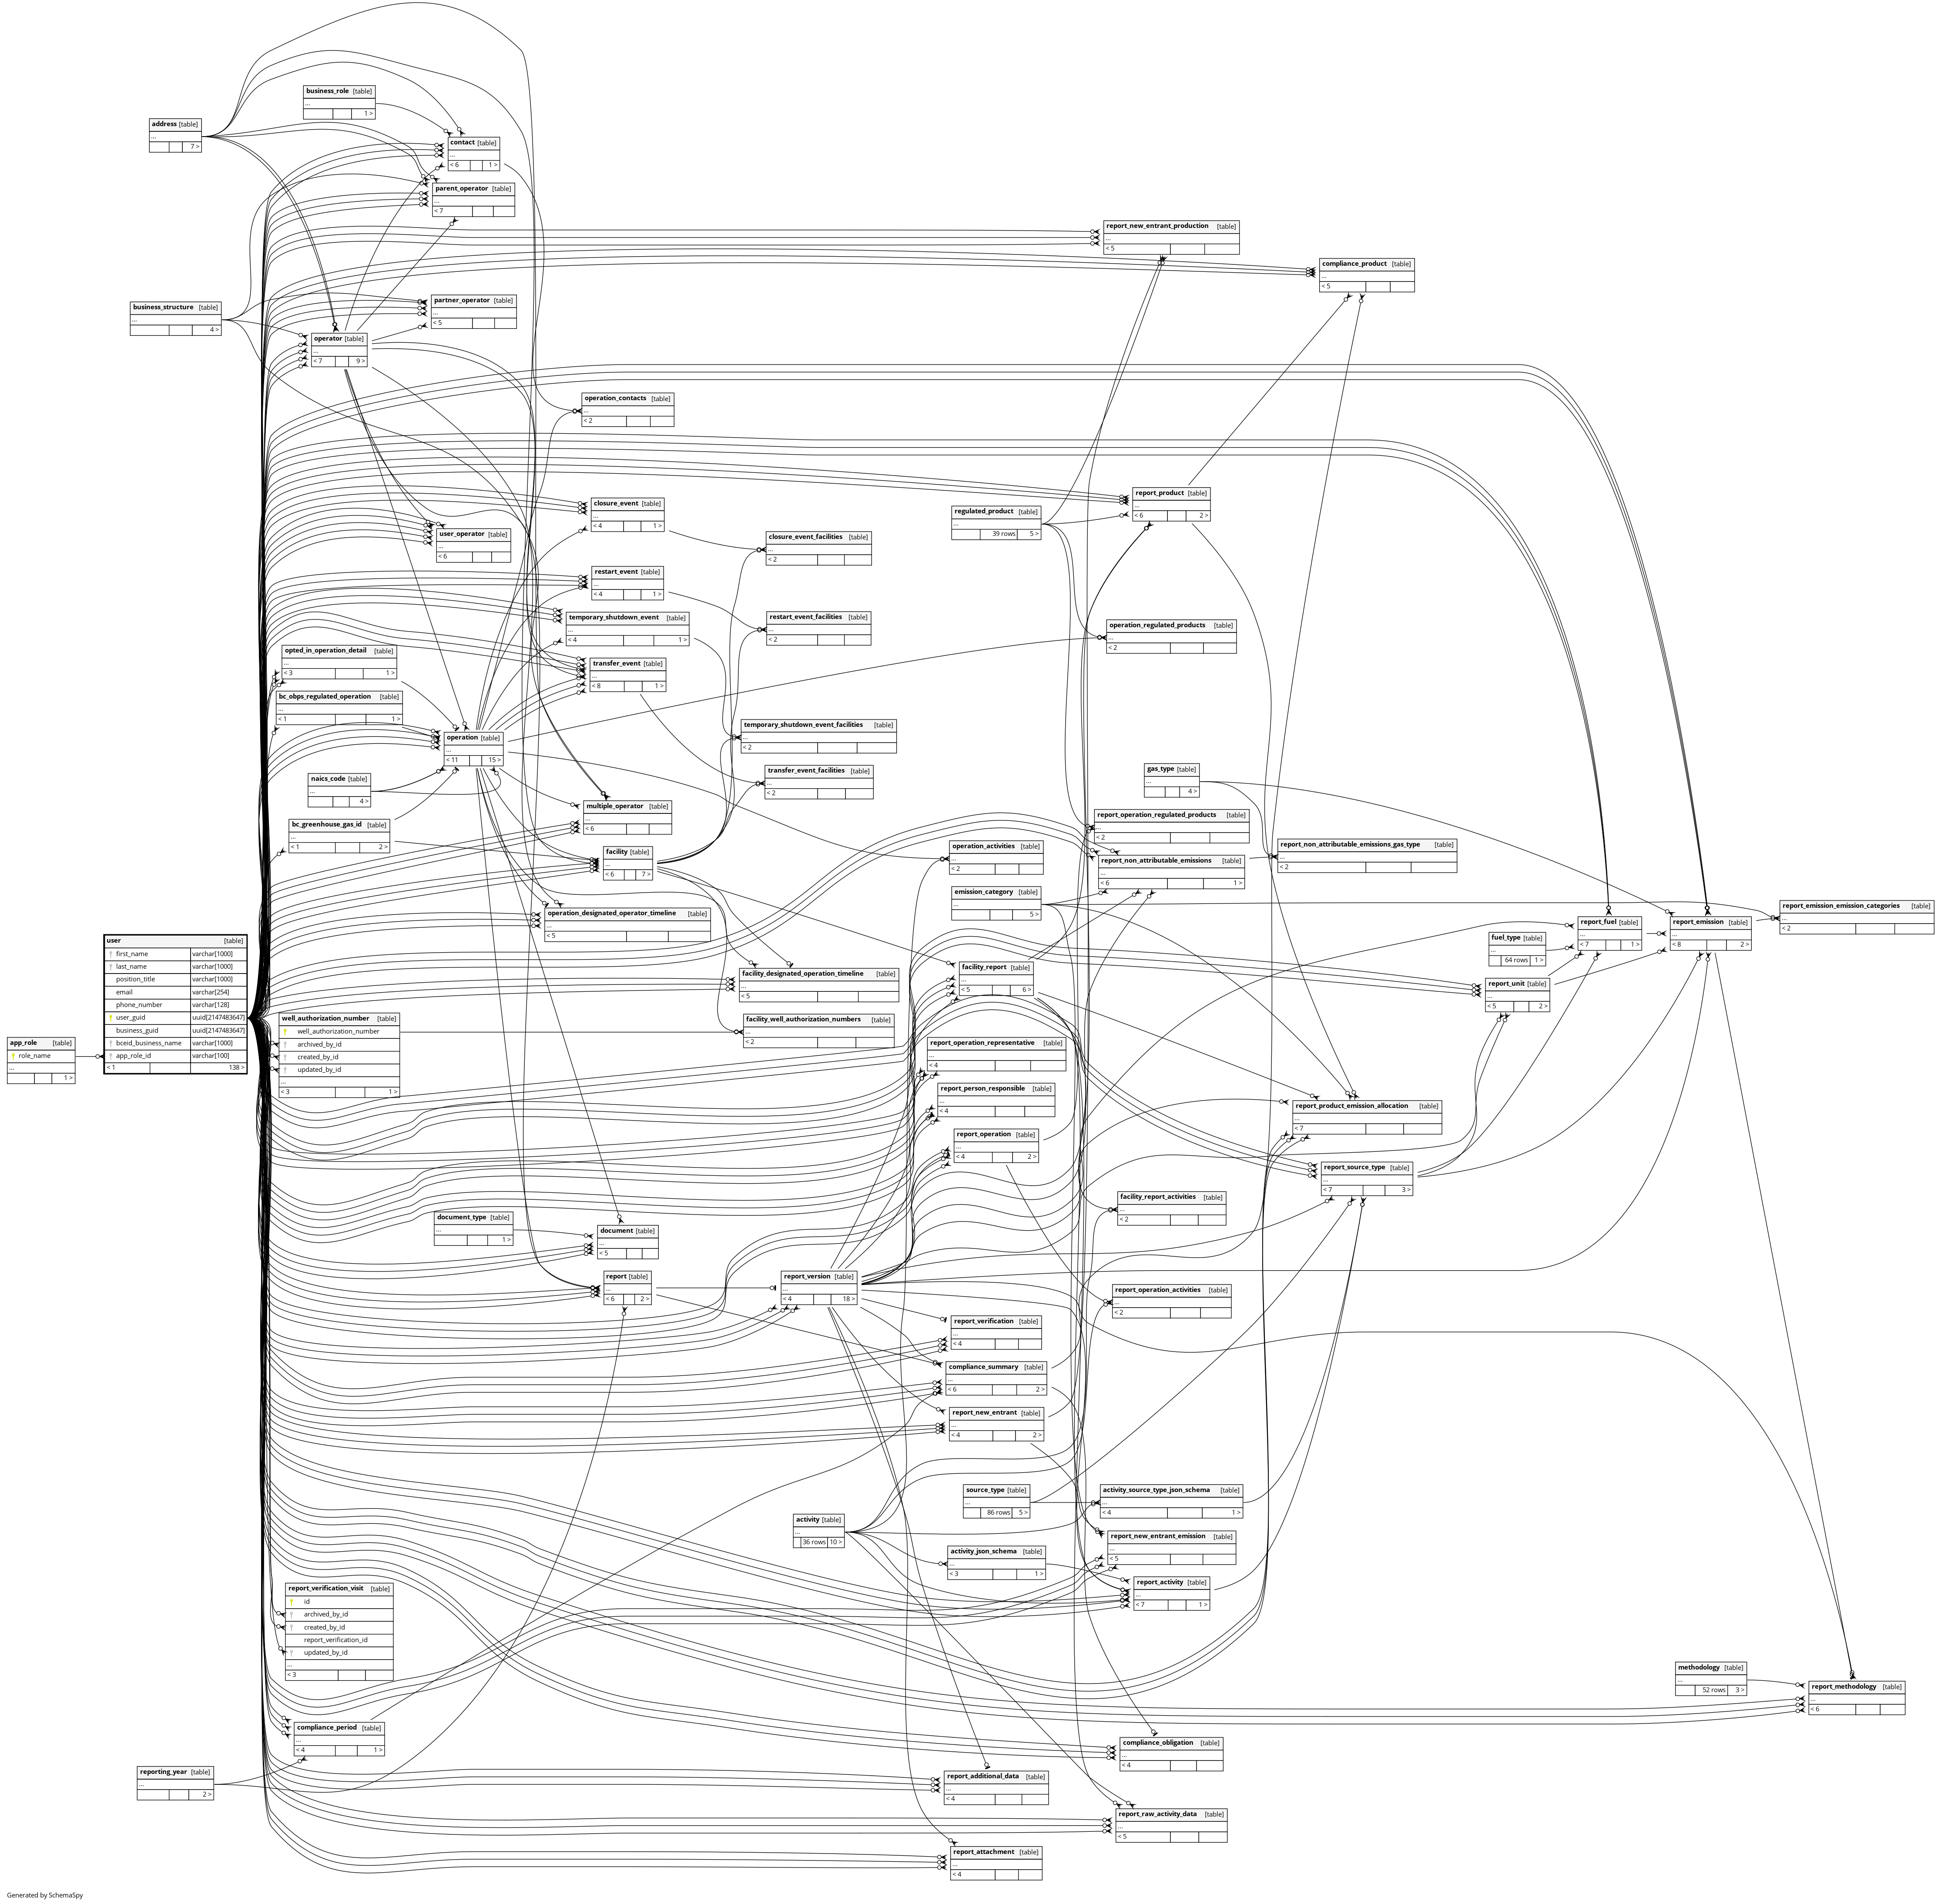 business_role [table]
...
1 >
address [table]
...
7 >
contact [table]
...
< 6 1 >
parent_operator [table]
...
< 7
report_new_entrant_production [table]
...
< 5
compliance_product [table]
...
< 5
business_structure [table]
...
4 >
partner_operator [table]
...
< 5
operator [table]
...
< 7 9 >
operation_contacts [table]
...
< 2
report_product [table]
...
< 6 2 >
closure_event [table]
...
< 4 1 >
regulated_product [table]
...
39 rows 5 >
user_operator [table]
...
< 6
closure_event_facilities [table]
...
< 2
restart_event [table]
...
< 4 1 >
temporary_shutdown_event [table]
...
< 4 1 >
restart_event_facilities [table]
...
< 2
operation_regulated_products [table]
...
< 2
opted_in_operation_detail [table]
...
< 3 1 >
transfer_event [table]
...
< 8 1 >
bc_obps_regulated_operation [table]
...
< 1 1 >
temporary_shutdown_event_facilities [table]
...
< 2
operation [table]
...
< 11 15 >
transfer_event_facilities [table]
...
< 2
gas_type [table]
...
4 >
naics_code [table]
...
4 >
multiple_operator [table]
...
< 6
report_operation_regulated_products [table]
...
< 2
bc_greenhouse_gas_id [table]
...
< 1 2 >
facility [table]
...
< 6 7 >
operation_activities [table]
...
< 2
report_non_attributable_emissions [table]
...
< 6 1 >
report_non_attributable_emissions_gas_type [table]
...
< 2
emission_category [table]
...
5 >
report_emission_emission_categories [table]
...
< 2
operation_designated_operator_timeline [table]
...
< 5
report_fuel [table]
...
< 7 1 >
report_emission [table]
...
< 8 2 >
fuel_type [table]
...
64 rows 1 >
user [table]
first_name varchar[1000]
last_name varchar[1000]
position_title varchar[1000]
email varchar[254]
phone_number varchar[128]
user_guid uuid[2147483647]
business_guid uuid[2147483647]
bceid_business_name varchar[1000]
app_role_id varchar[100]
< 1 138 >
facility_designated_operation_timeline [table]
...
< 5
facility_report [table]
...
< 5 6 >
report_unit [table]
...
< 5 2 >
well_authorization_number [table]
well_authorization_number
archived_by_id
created_by_id
updated_by_id
...
< 3 1 >
facility_well_authorization_numbers [table]
...
< 2
app_role [table]
role_name
...
1 >
report_operation_representative [table]
...
< 4
report_person_responsible [table]
...
< 4
report_product_emission_allocation [table]
...
< 7
report_operation [table]
...
< 4 2 >
report_source_type [table]
...
< 7 3 >
facility_report_activities [table]
...
< 2
document_type [table]
...
1 >
document [table]
...
< 5
report [table]
...
< 6 2 >
report_version [table]
...
< 4 18 >
report_operation_activities [table]
...
< 2
report_verification [table]
...
< 4
compliance_summary [table]
...
< 6 2 >
report_new_entrant [table]
...
< 4 2 >
source_type [table]
...
86 rows 5 >
activity_source_type_json_schema [table]
...
< 4 1 >
activity [table]
...
36 rows 10 >
report_new_entrant_emission [table]
...
< 5
activity_json_schema [table]
...
< 3 1 >
report_activity [table]
...
< 7 1 >
report_verification_visit [table]
id
archived_by_id
created_by_id
report_verification_id
updated_by_id
...
< 3
methodology [table]
...
52 rows 3 >
report_methodology [table]
...
< 6
compliance_period [table]
...
< 4 1 >
compliance_obligation [table]
...
< 4
reporting_year [table]
...
2 >
report_additional_data [table]
...
< 4
report_raw_activity_data [table]
...
< 5
report_attachment [table]
...
< 4
Generated by SchemaSpy